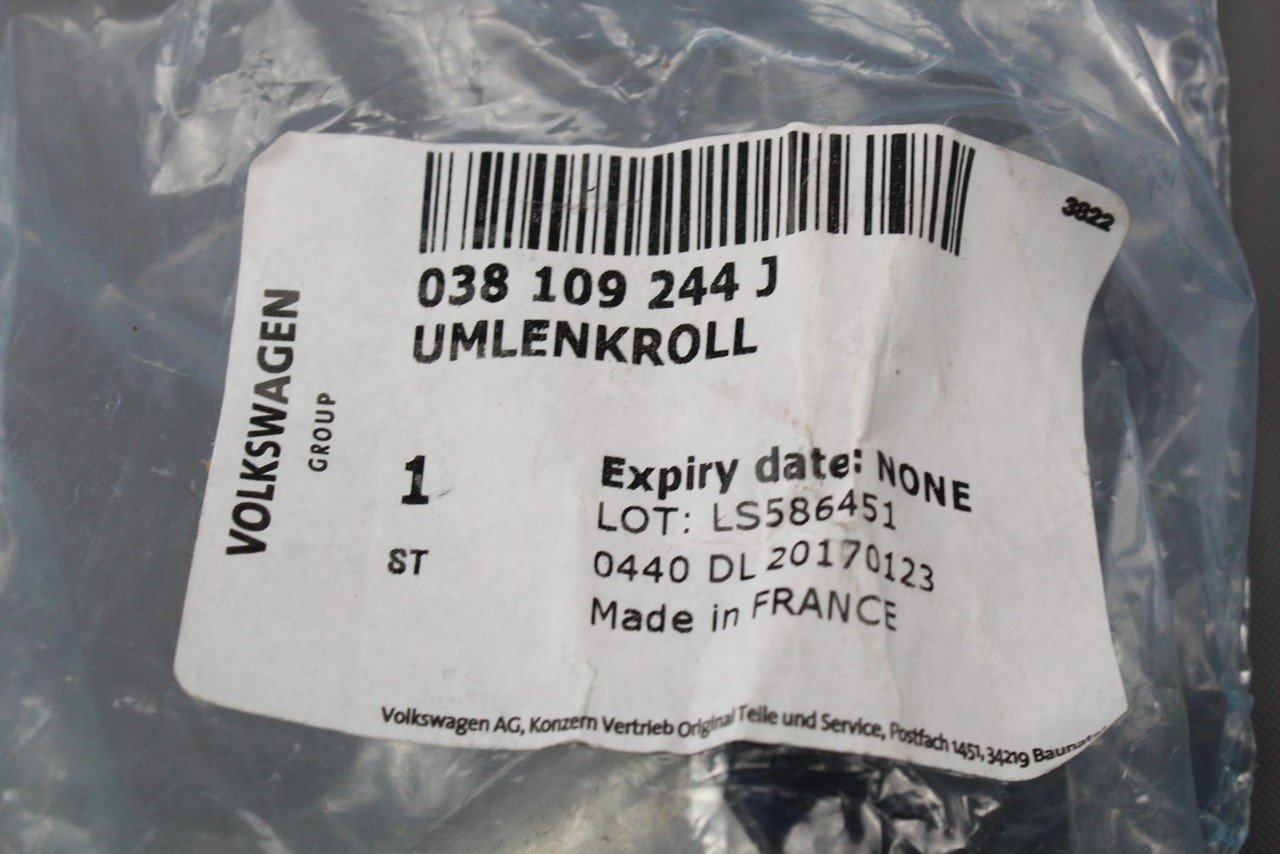 3822
038 109 244 J
UMLENKROLL
VOLKSWAGEN
GROUP
1
ST
Expiry date: NONE
LOT: LS586451
0440 DL 20170123
Made in FRANCE
Volkswagen AG, Konzern Vertrieb Original Teile und Service, Postfach 1451, 34219